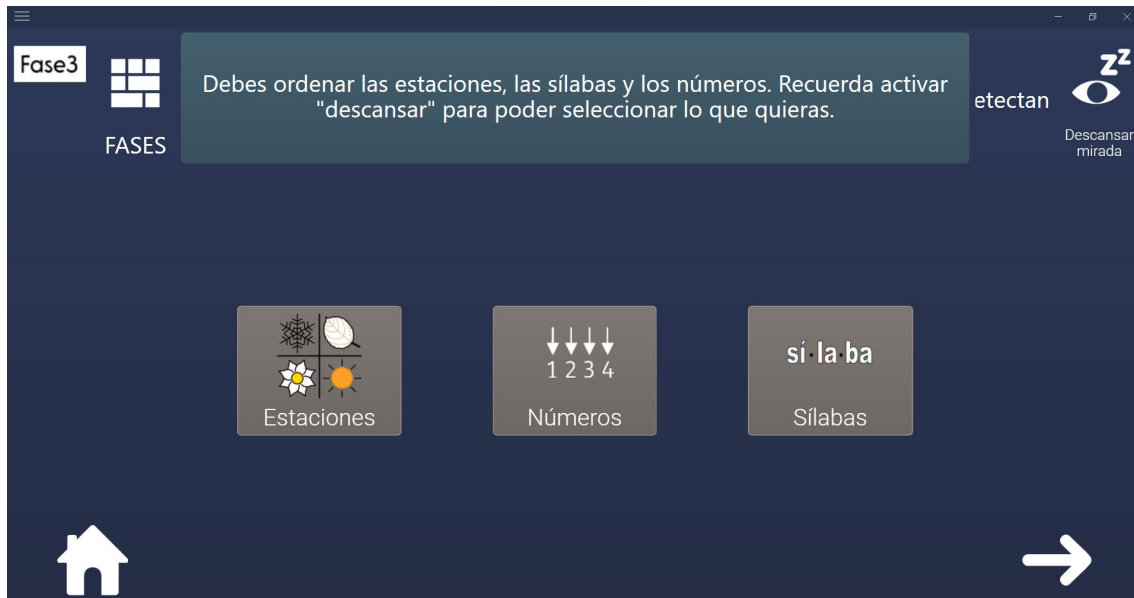 Fase3
FASES
Debes ordenar las estaciones, las sílabas y los números. Recuerda activar
"descansar" para poder seleccionar lo que quieras.
etectan
zz
Descansar
mirada
1 2 3 4
sí·la·ba
Estaciones
Números
Sílabas